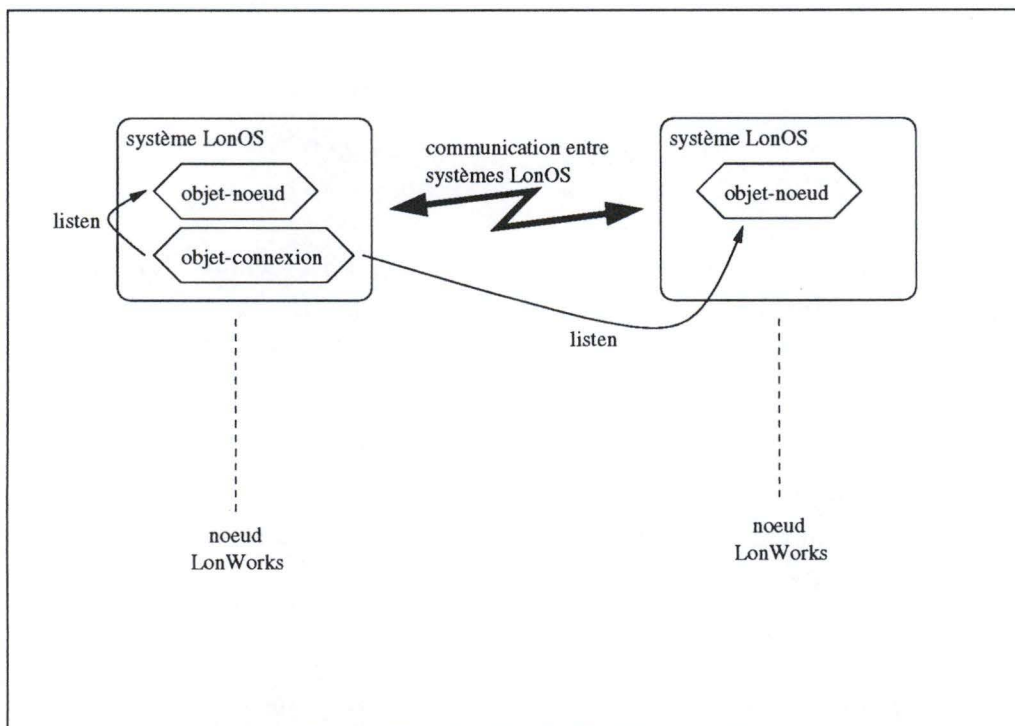 système LonOS
objet-noeud
listen
objet-connexion
communication entre
systèmes LonOS
système LonOS
objet-noeud
listen
noeud
LonWorks
noeud
LonWorks